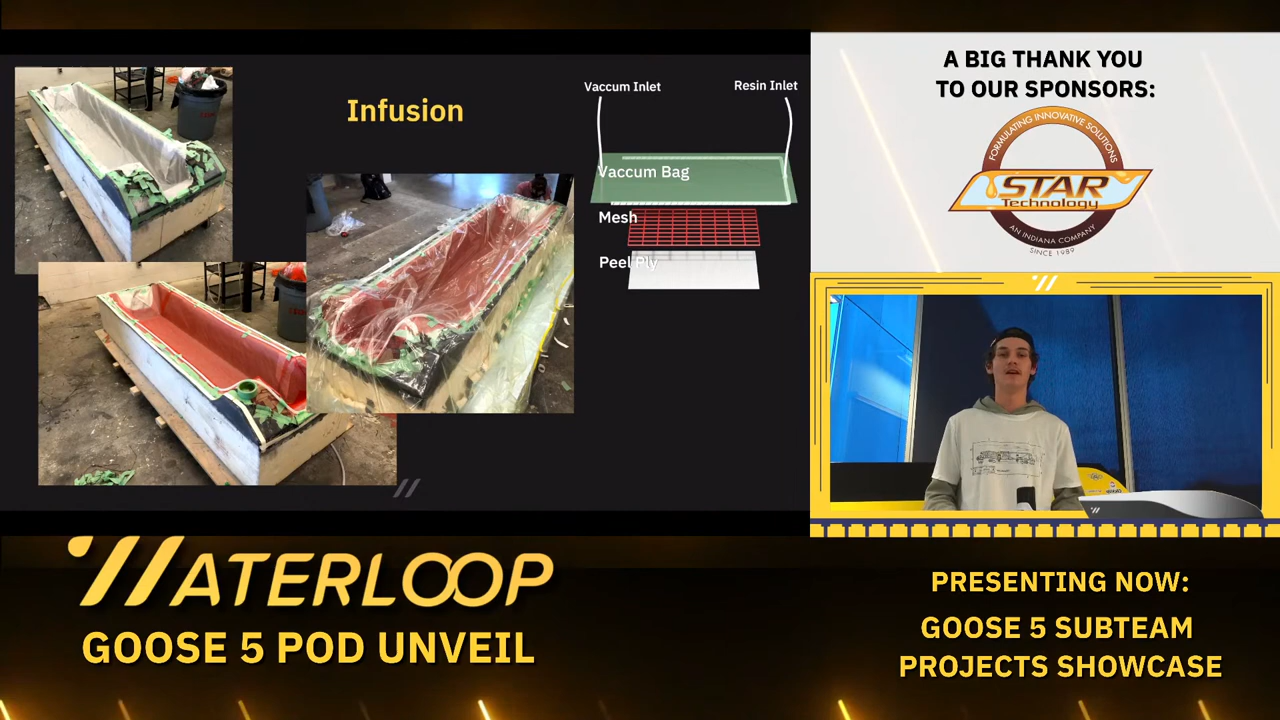 Infusion
Vaccum Inlet
Resin Inlet
Vaccum Bag
Mesh
Peel Ply
A BIG THANK YOU
TO OUR SPONSORS:
FORMULATING INNOVATIVE SOLUTIONS
STAR
Technology
AN INDIANA COMPANY
SINCE 1989
WATERLOOP
GOOSE 5 POD UNVEIL
PRESENTING NOW:
GOOSE 5 SUBTEAM
PROJECTS SHOWCASE